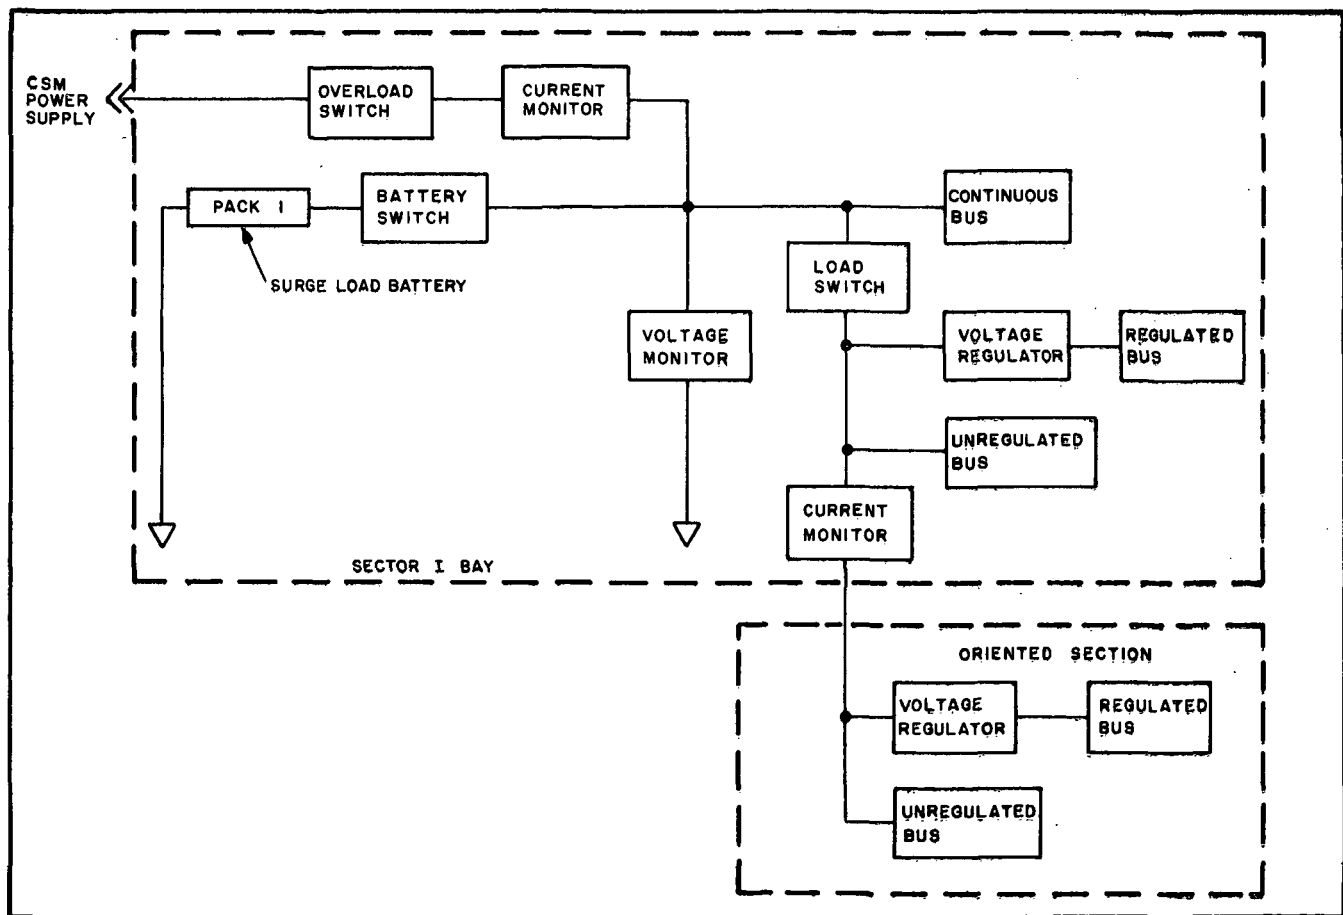 CSM
POWER
SUPPLY
OVERLOAD
SWITCH
CURRENT
MONITOR
PACK 1
BATTERY
SWITCH
CONTINUOUS
BUS
SURGE LOAD BATTERY
LOAD
SWITCH
VOLTAGE
MONITOR
VOLTAGE
REGULATOR
REGULATED
BUS
UNREGULATED
BUS
CURRENT
MONITOR
SECTOR I BAY
ORIENTED SECTION
VOLTAGE
REGULATOR
REGULATED
BUS
UNREGULATED
BUS